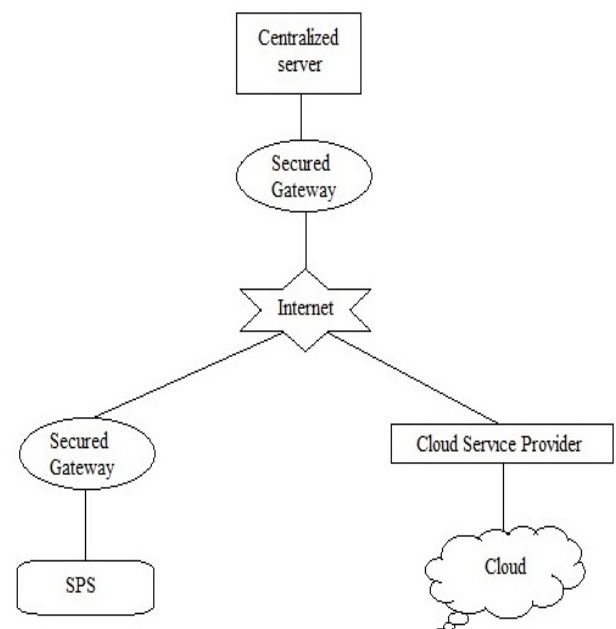 Centralized
server
Secured
Gateway
Internet
Secured
Gateway
Cloud Service Provider
SPS
Cloud